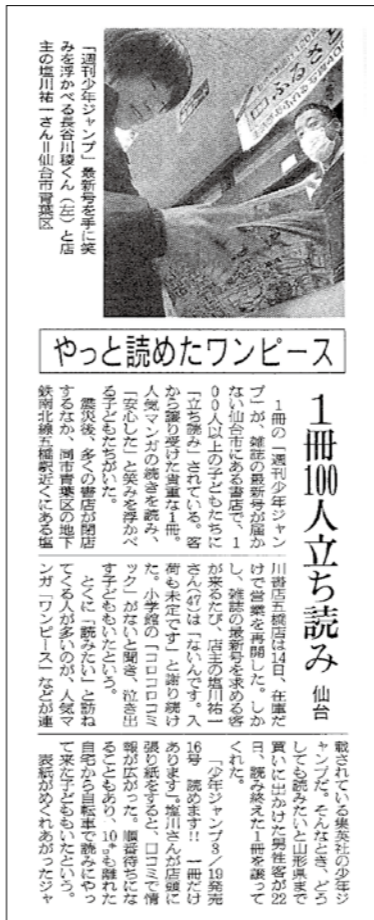 ふるさ
「週刊少年ジャンプ」最新号を手に笑
みを浮かべる長谷川稜くん(左)と店
主の塩川祐一さん=仙台市青葉区
やっと読めたワンピース
1冊100人立ち読み 仙台
1冊の「週刊少年ジャン
プ」が、雑誌の最新号が届か
ない仙台市にある書店で、1
00人以上の子どもたちに
「立ち読み」されている。客
から譲り受けた貴重な1冊。
人気マンガの続きを読み、
「安心した」と笑みを浮かべ
る子どもたちがいた。
震災後、多くの書店が閉店
するなか、同市青葉区の地下
鉄南北線五橋駅近くにある塩
川書店五橋店は14日、在庫だ
けで営業を再開した。しか
し、雑誌の最新号を求める客
が来るたび、店主の塩川祐一
さん(47)は「ないんです。入
荷も未定です」と謝り続け
た。小学館の「コロコロコミ
ック」がないと聞き、泣き出
す子どももいたという。
とくに「読みたい」と訪ね
てくる人が多いのが、人気マ
ンガ「ワンピース」などが連
載されている集英社の少年ジ
ャンプだ。そんなとき、どう
しても読みたいと山形県まで
買いに出かけた男性客が22
日、読み終えた1冊を譲って
くれた。
「少年ジャンプ3/19発売
16号 読めます!! 一冊だけ
あります」。塩川さんが店頭に
張り紙をすると、口コミで情
報が広がった。順番待ちにな
ることもあり、10㌔も離れた
自宅から自転車で読みにやっ
て来た子どももいたという。
表紙がめくれあがったジャ